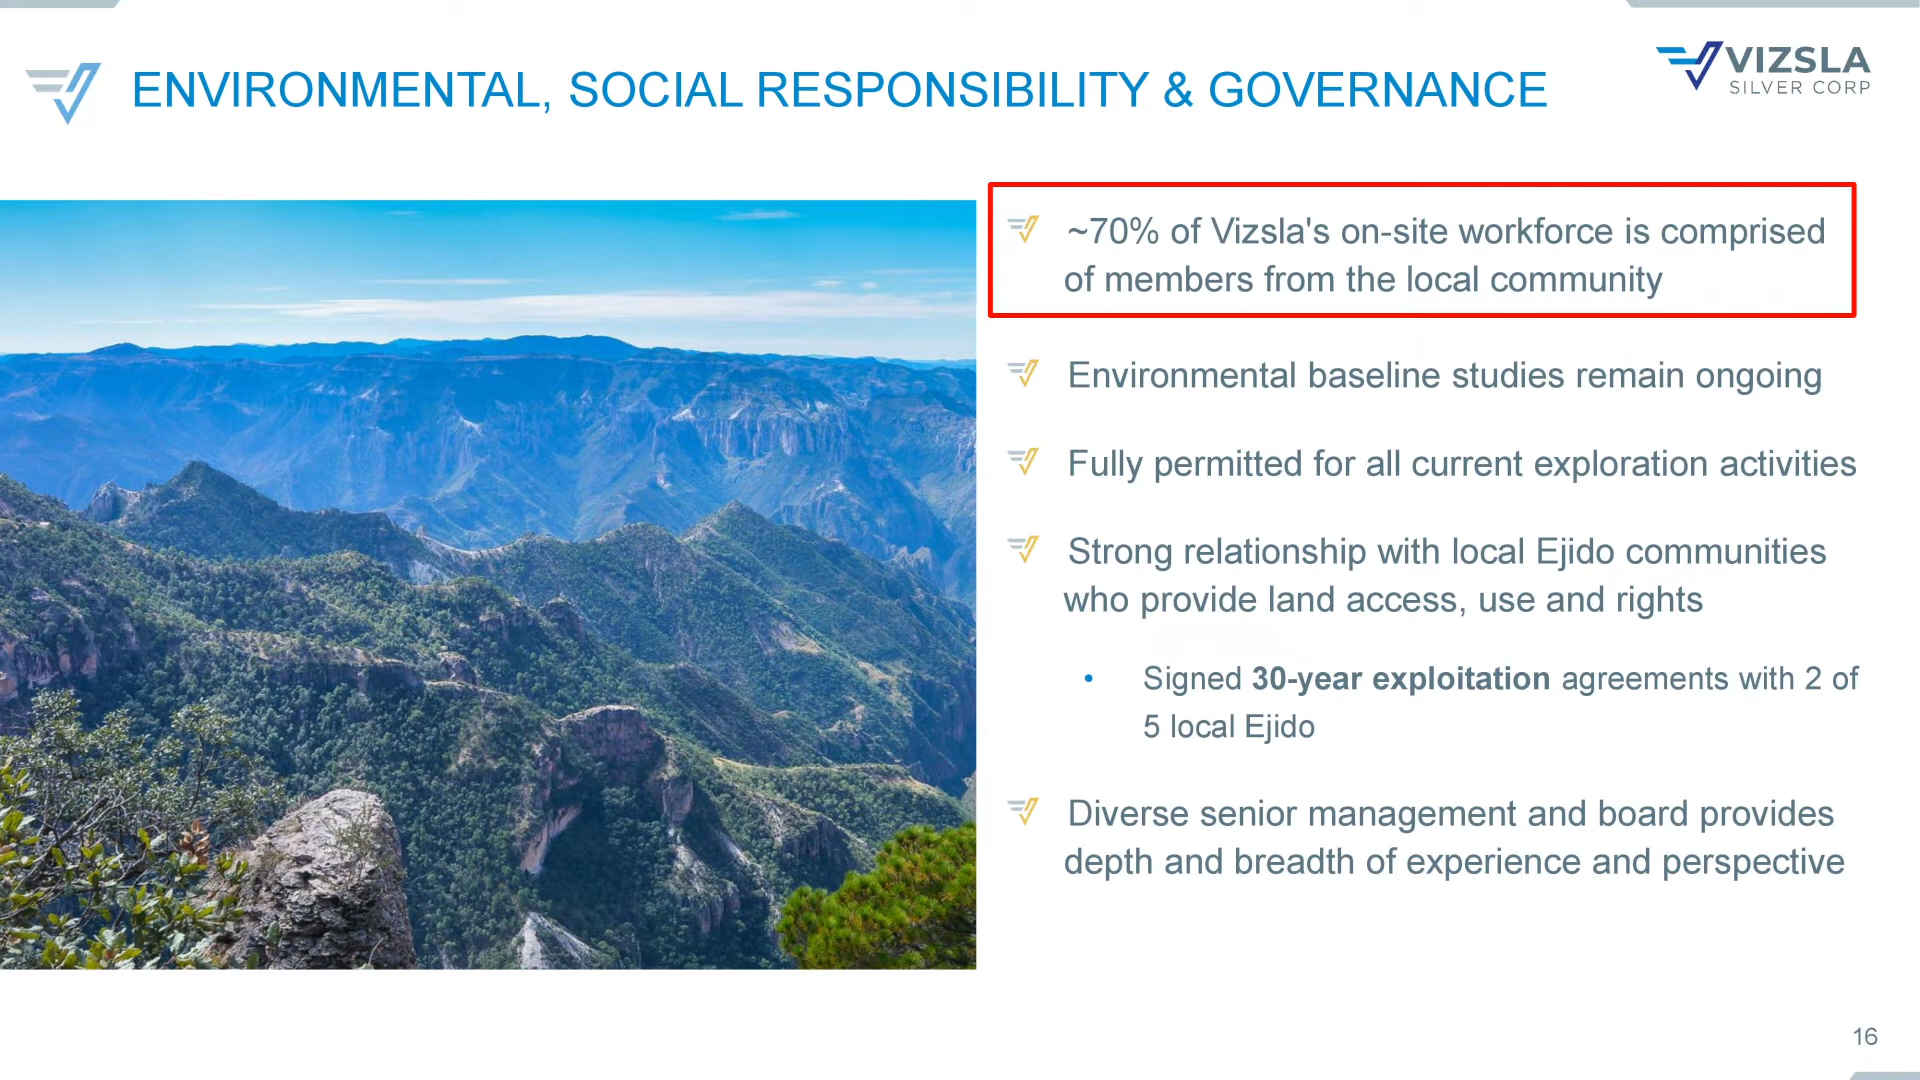 ENVIRONMENTAL, SOCIAL RESPONSIBILITY & GOVERNANCE
VIZSLA
SILVER CORP
~70% of Vizsla's on-site workforce is comprised
of members from the local community
Environmental baseline studies remain ongoing
Fully permitted for all current exploration activities
Strong relationship with local Ejido communities
who provide land access, use and rights
• Signed 30-year exploitation agreements with 2 of
5 local Ejido
Diverse senior management and board provides
depth and breadth of experience and perspective
16